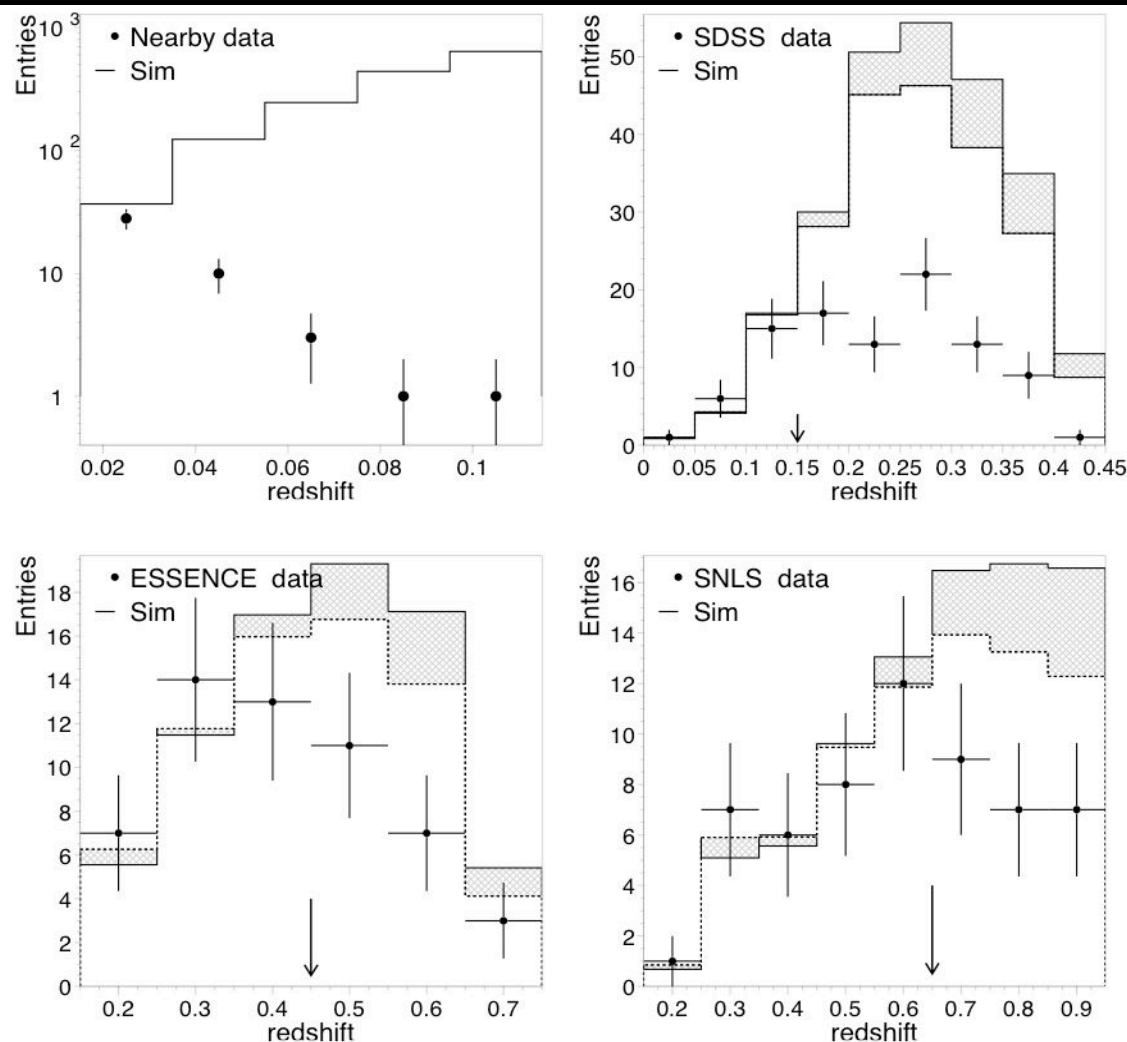 10 3
Entries
• Nearby data
— Sim
10 2
10
1
0.02 0.04 0.06 0.08 0.1
redshift
Entries
• SDSS data
— Sim
50
40
30
20
10
0
0 0.05 0.1 0.15 0.2 0.25 0.3 0.35 0.4 0.45
redshift
Entries
• ESSENCE data
— Sim
18
16
14
12
10
8
6
4
2
0
0.2 0.3 0.4 0.5 0.6 0.7
redshift
Entries
• SNLS data
— Sim
16
14
12
10
8
6
4
2
0
0.2 0.3 0.4 0.5 0.6 0.7 0.8 0.9
redshift